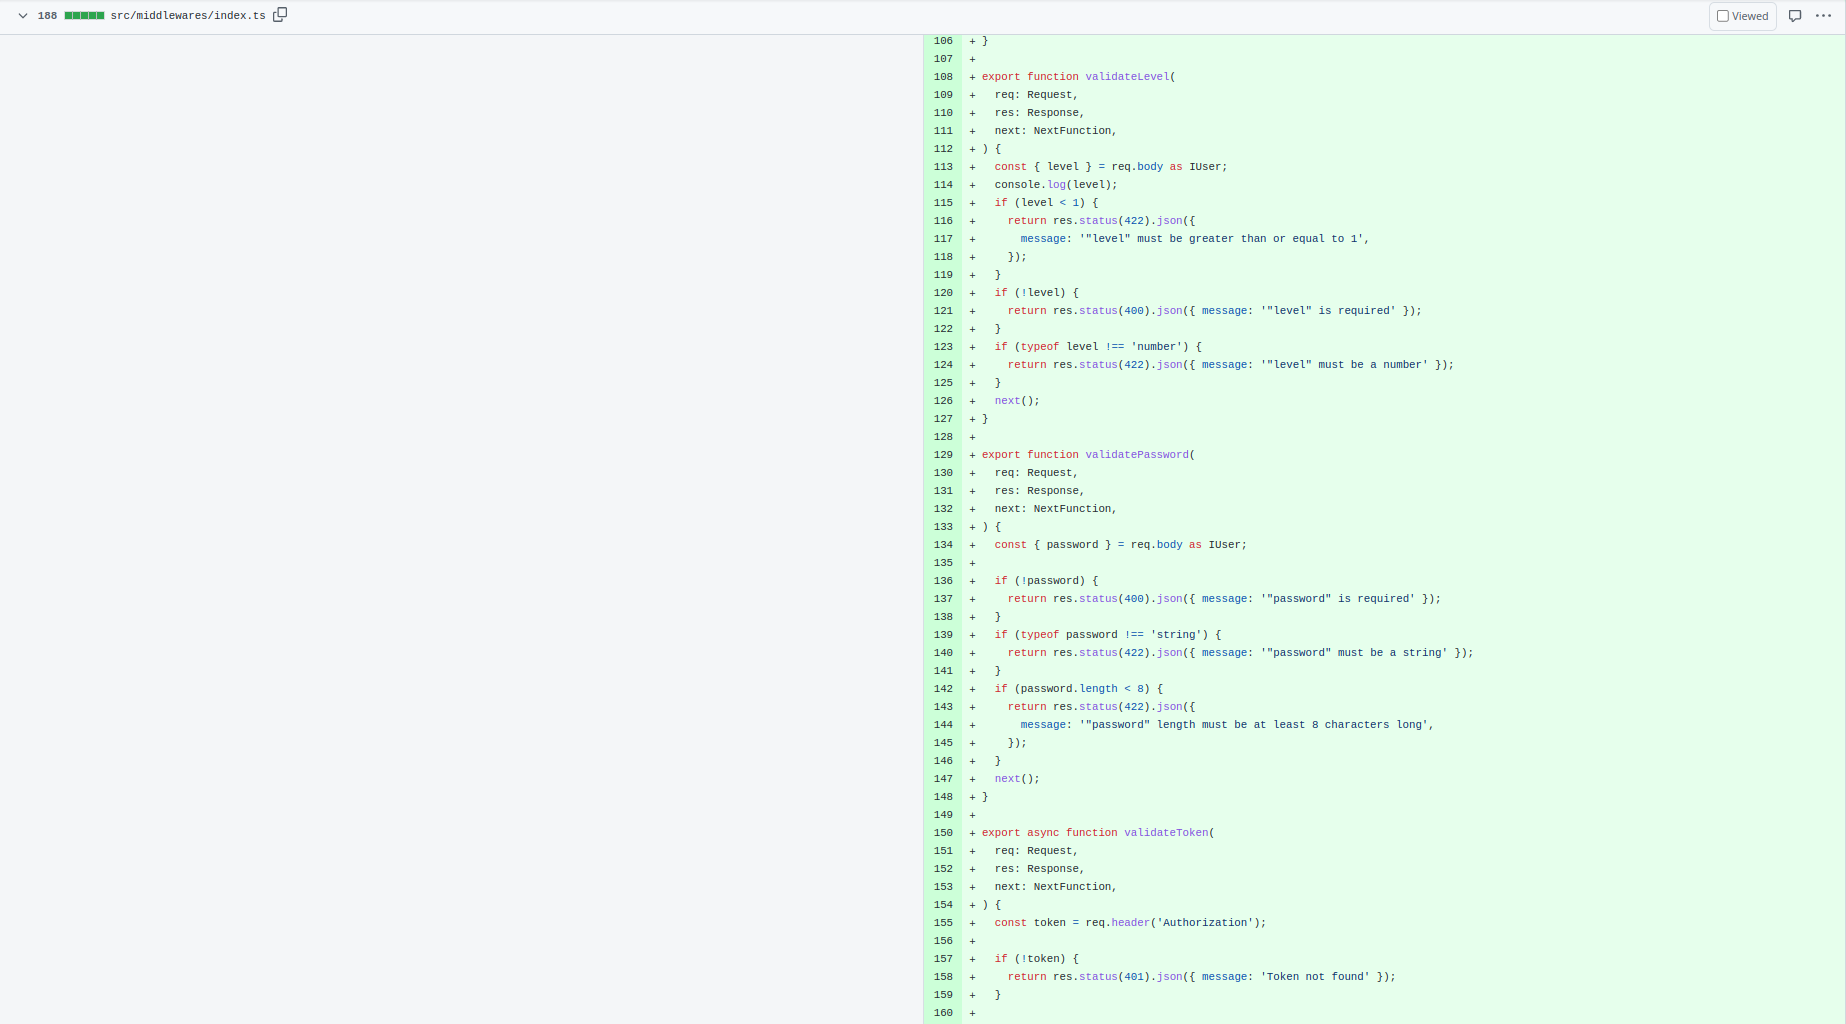 188 src/middlewares/index.ts Viewed
106 + }
107 +
108 + export function validateLevel(
109 + req: Request,
110 + res: Response,
111 + next: NextFunction,
112 + ) {
113 + const { level } = req.body as IUser;
114 + console.log(level);
115 + if (level < 1) {
116 + return res.status(422).json({
117 + message: '"level" must be greater than or equal to 1',
118 + });
119 + }
120 + if (!level) {
121 + return res.status(400).json({ message: '"level" is required' });
122 + }
123 + if (typeof level !== 'number') {
124 + return res.status(422).json({ message: '"level" must be a number' });
125 + }
126 + next();
127 + }
128 +
129 + export function validatePassword(
130 + req: Request,
131 + res: Response,
132 + next: NextFunction,
133 + ) {
134 + const { password } = req.body as IUser;
135 +
136 + if (!password) {
137 + return res.status(400).json({ message: '"password" is required' });
138 + }
139 + if (typeof password !== 'string') {
140 + return res.status(422).json({ message: '"password" must be a string' });
141 + }
142 + if (password.length < 8) {
143 + return res.status(422).json({
144 + message: '"password" length must be at least 8 characters long',
145 + });
146 + }
147 + next();
148 + }
149 +
150 + export async function validateToken(
151 + req: Request,
152 + res: Response,
153 + next: NextFunction,
154 + ) {
155 + const token = req.header('Authorization');
156 +
157 + if (!token) {
158 + return res.status(401).json({ message: 'Token not found' });
159 + }
160 +